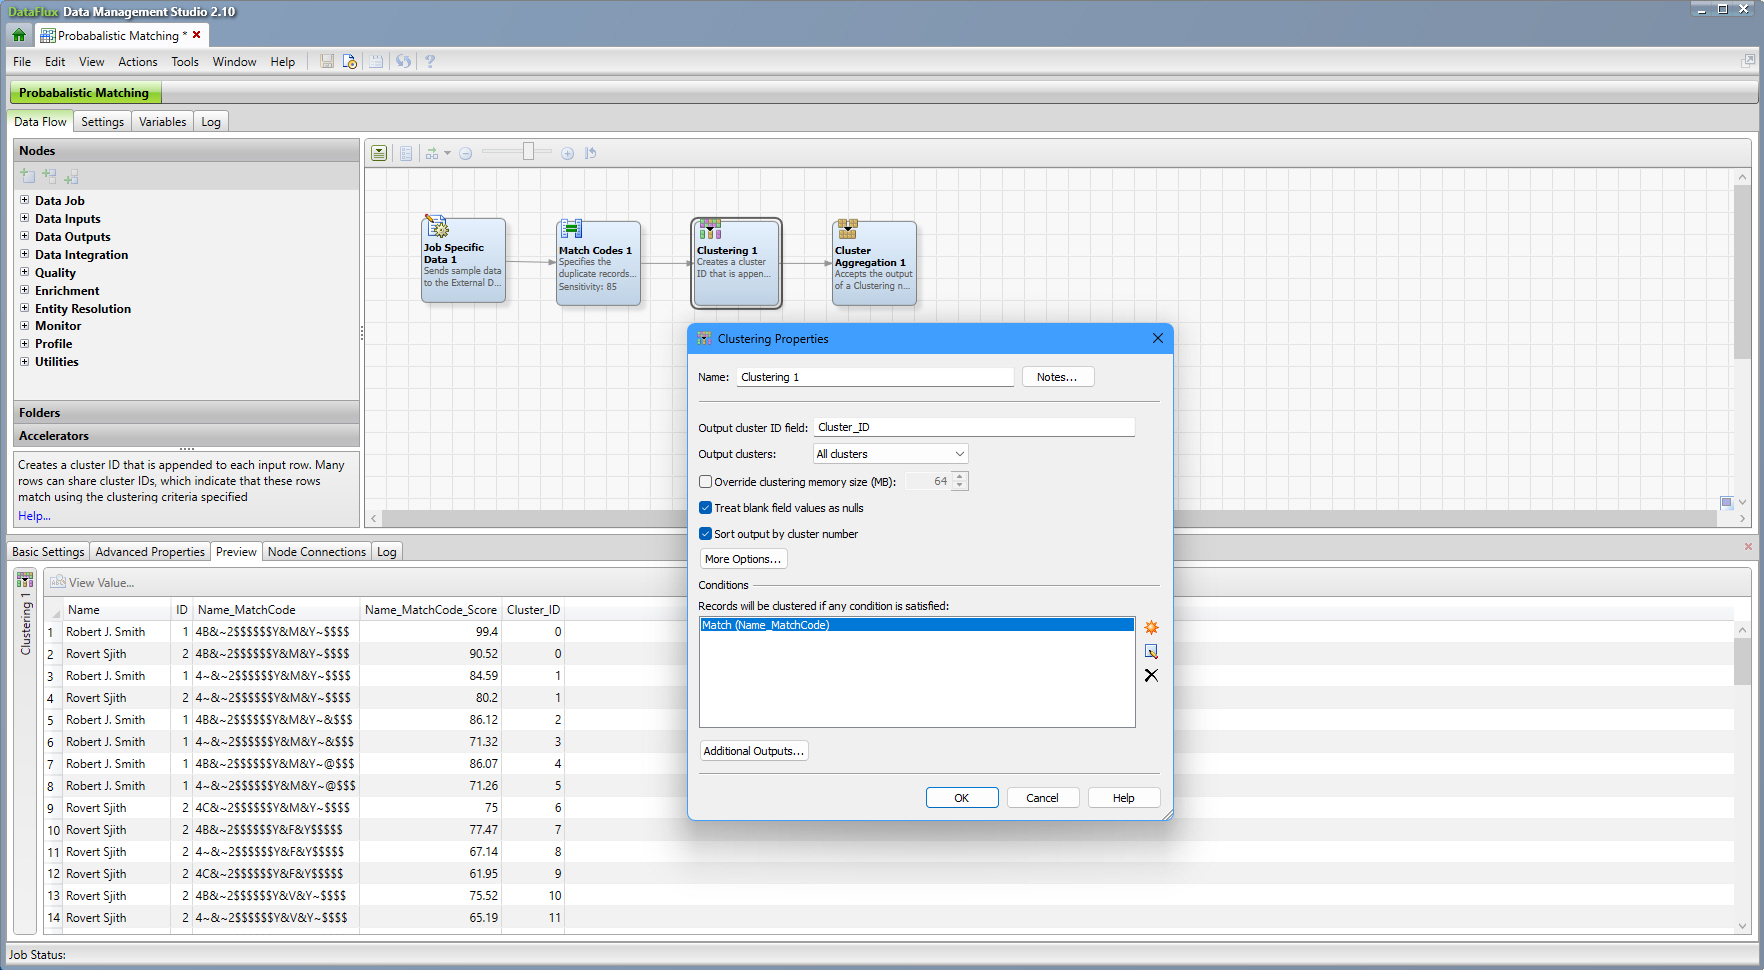 DataFlux Data Management Studio 2.10
Probabalistic Matching *
File Edit View Actions Tools Window Help
Probabalistic Matching
Data Flow Settings Variables Log
Nodes
Data Job
Data Inputs
Data Outputs
Data Integration
Quality
Enrichment
Entity Resolution
Monitor
Profile
Utilities
Folders
Accelerators
Creates a cluster ID that is appended to each input row. Many
rows can share cluster IDs, which indicate that these rows
match using the clustering criteria specified
Help...
Job Specific
Data 1
Sends sample data
to the External D...
Match Codes 1
Specifies the
duplicate records...
Sensitivity: 85
Clustering 1
Creates a cluster
ID that is appen...
Cluster
Aggregation 1
Accepts the output
of a Clustering n...
Clustering Properties
Name: Clustering 1 Notes...
Output cluster ID field: Cluster_ID
Output clusters: All clusters
Override clustering memory size (MB): 64
Treat blank field values as nulls
Sort output by cluster number
More Options...
Conditions
Records will be clustered if any condition is satisfied:
Match (Name_MatchCode)
Additional Outputs...
OK Cancel Help
Basic Settings Advanced Properties Preview Node Connections Log
Clustering 1
View Value...
Name ID Name_MatchCode Name_MatchCode_Score Cluster_ID
1 Robert J. Smith 1 4B&~2$$$$$$Y&M&Y~$$$$ 99.4 0
2 Rovert Sjith 2 4B&~2$$$$$$Y&M&Y~$$$$ 90.52 0
3 Robert J. Smith 1 4~&~2$$$$$$Y&M&Y~$$$$ 84.59 1
4 Rovert Sjith 2 4~&~2$$$$$$Y&M&Y~$$$$ 80.2 1
5 Robert J. Smith 1 4B&~2$$$$$$Y&M&Y~&$$$ 86.12 2
6 Robert J. Smith 1 4~&~2$$$$$$Y&M&Y~&$$$ 71.32 3
7 Robert J. Smith 1 4B&~2$$$$$$Y&M&Y~@$$$ 86.07 4
8 Robert J. Smith 1 4~&~2$$$$$$Y&M&Y~@$$$ 71.26 5
9 Rovert Sjith 2 4C&~2$$$$$$Y&M&Y~$$$$ 75 6
10 Rovert Sjith 2 4B&~2$$$$$$Y&F&Y$$$$$ 77.47 7
11 Rovert Sjith 2 4~&~2$$$$$$Y&F&Y$$$$$ 67.14 8
12 Rovert Sjith 2 4C&~2$$$$$$Y&F&Y$$$$$ 61.95 9
13 Rovert Sjith 2 4B&~2$$$$$$Y&V&Y~$$$$ 75.52 10
14 Rovert Sjith 2 4~&~2$$$$$$Y&V&Y~$$$$ 65.19 11
Job Status: